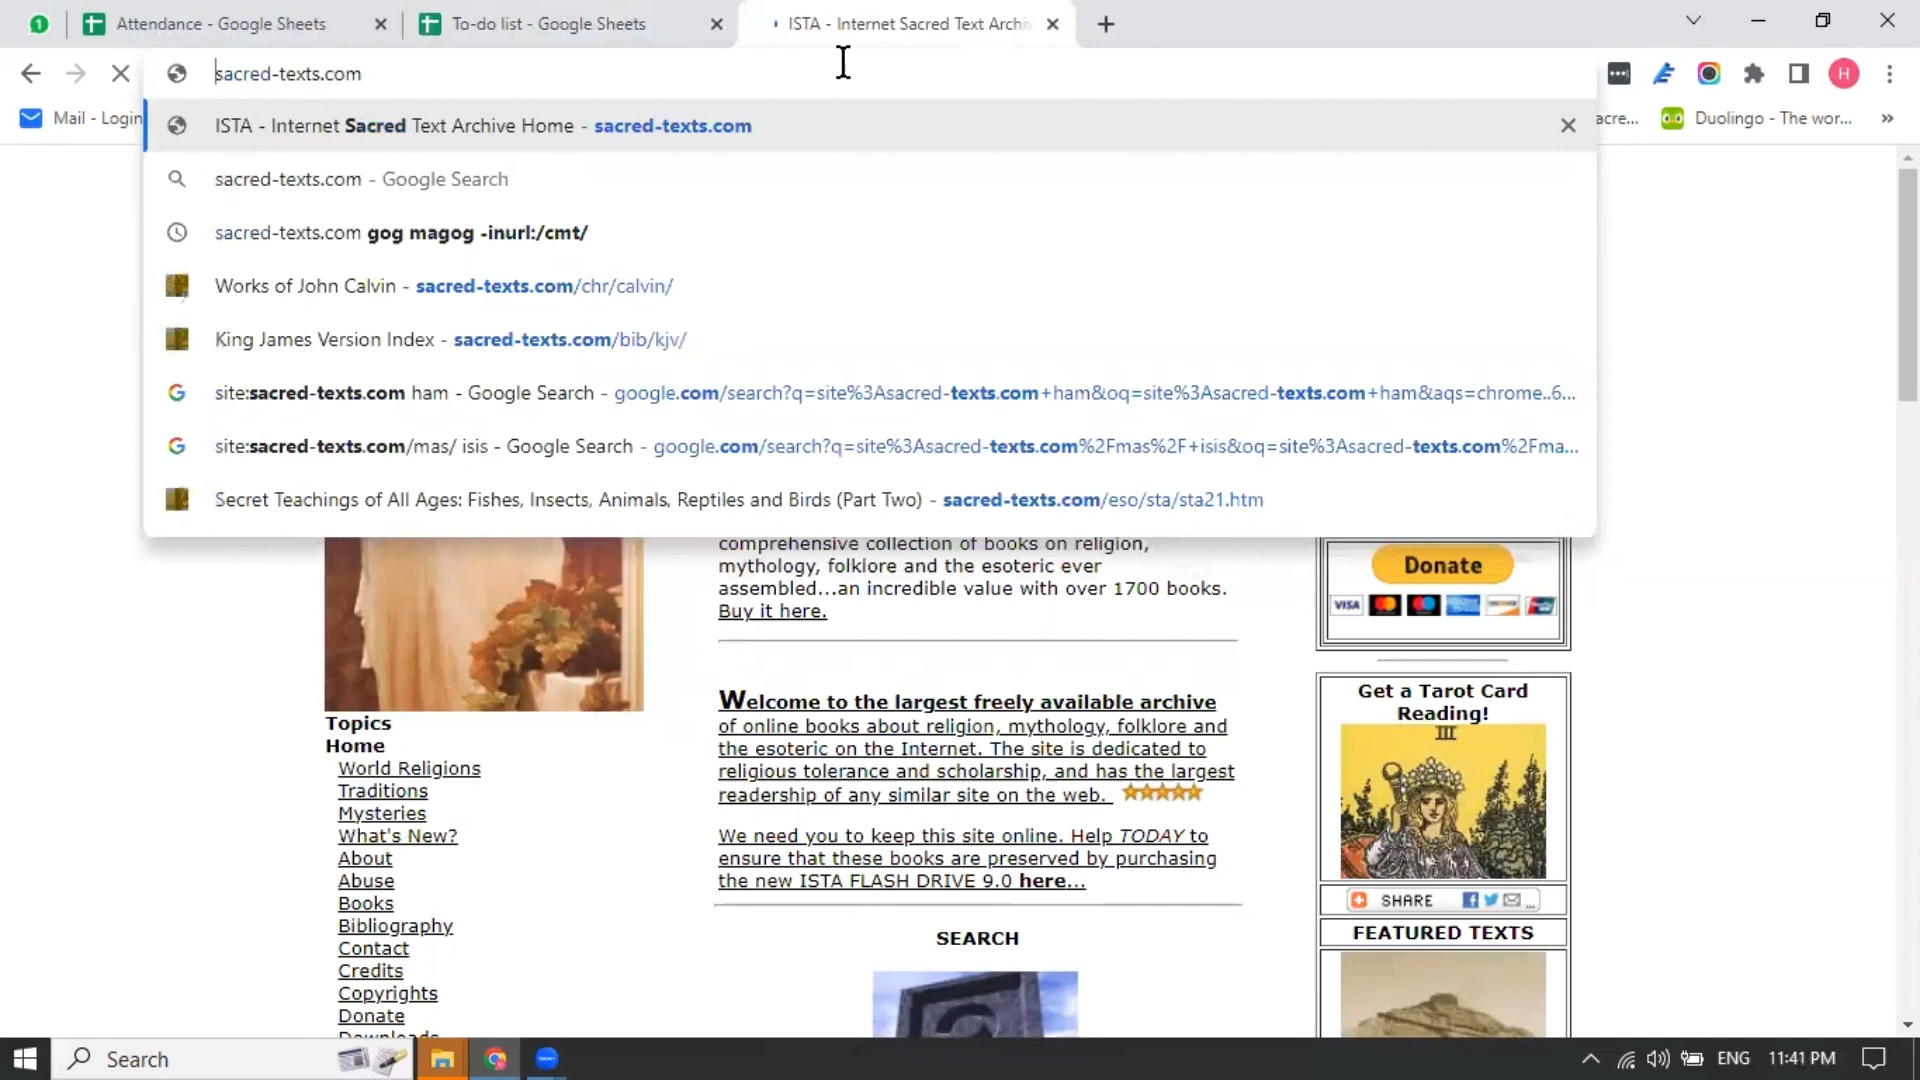 1
Attendance - Google Sheets
To-do list - Google Sheets
ISTA - Internet Sacred Text Archi
sacred-texts.com
H
Mail - Login
ISTA - Internet Sacred Text Archive Home - sacred-texts.com
acre...
Duolingo - The wor...
»
sacred-texts.com - Google Search
sacred-texts.com gog magog -inurl:/cmt/
Works of John Calvin - sacred-texts.com/chr/calvin/
King James Version Index - sacred-texts.com/bib/kjv/
site:sacred-texts.com ham - Google Search - google.com/search?q=site%3Asacred-texts.com+ham&oq=site%3Asacred-texts.com+ham&aqs=chrome..6...
site:sacred-texts.com/mas/ isis - Google Search - google.com/search?q=site%3Asacred-texts.com%2Fmas%2F+isis&oq=site%3Asacred-texts.com%2Fma...
Secret Teachings of All Ages: Fishes, Insects, Animals, Reptiles and Birds (Part Two) - sacred-texts.com/eso/sta/sta21.htm
Topics
Home
World Religions
Traditions
Mysteries
What's New?
About
Abuse
Books
Bibliography
Contact
Credits
Copyrights
Donate
Downloads
comprehensive collection of books on religion,
mythology, folklore and the esoteric ever
assembled...an incredible value with over 1700 books.
Buy it here.
Welcome to the largest freely available archive
of online books about religion, mythology, folklore and
the esoteric on the Internet. The site is dedicated to
religious tolerance and scholarship, and has the largest
readership of any similar site on the web.
We need you to keep this site online. Help TODAY to
ensure that these books are preserved by purchasing
the new ISTA FLASH DRIVE 9.0 here...
SEARCH
Donate
VISA
Get a Tarot Card
Reading!
III
SHARE
...
FEATURED TEXTS
Search
ENG
11:41 PM